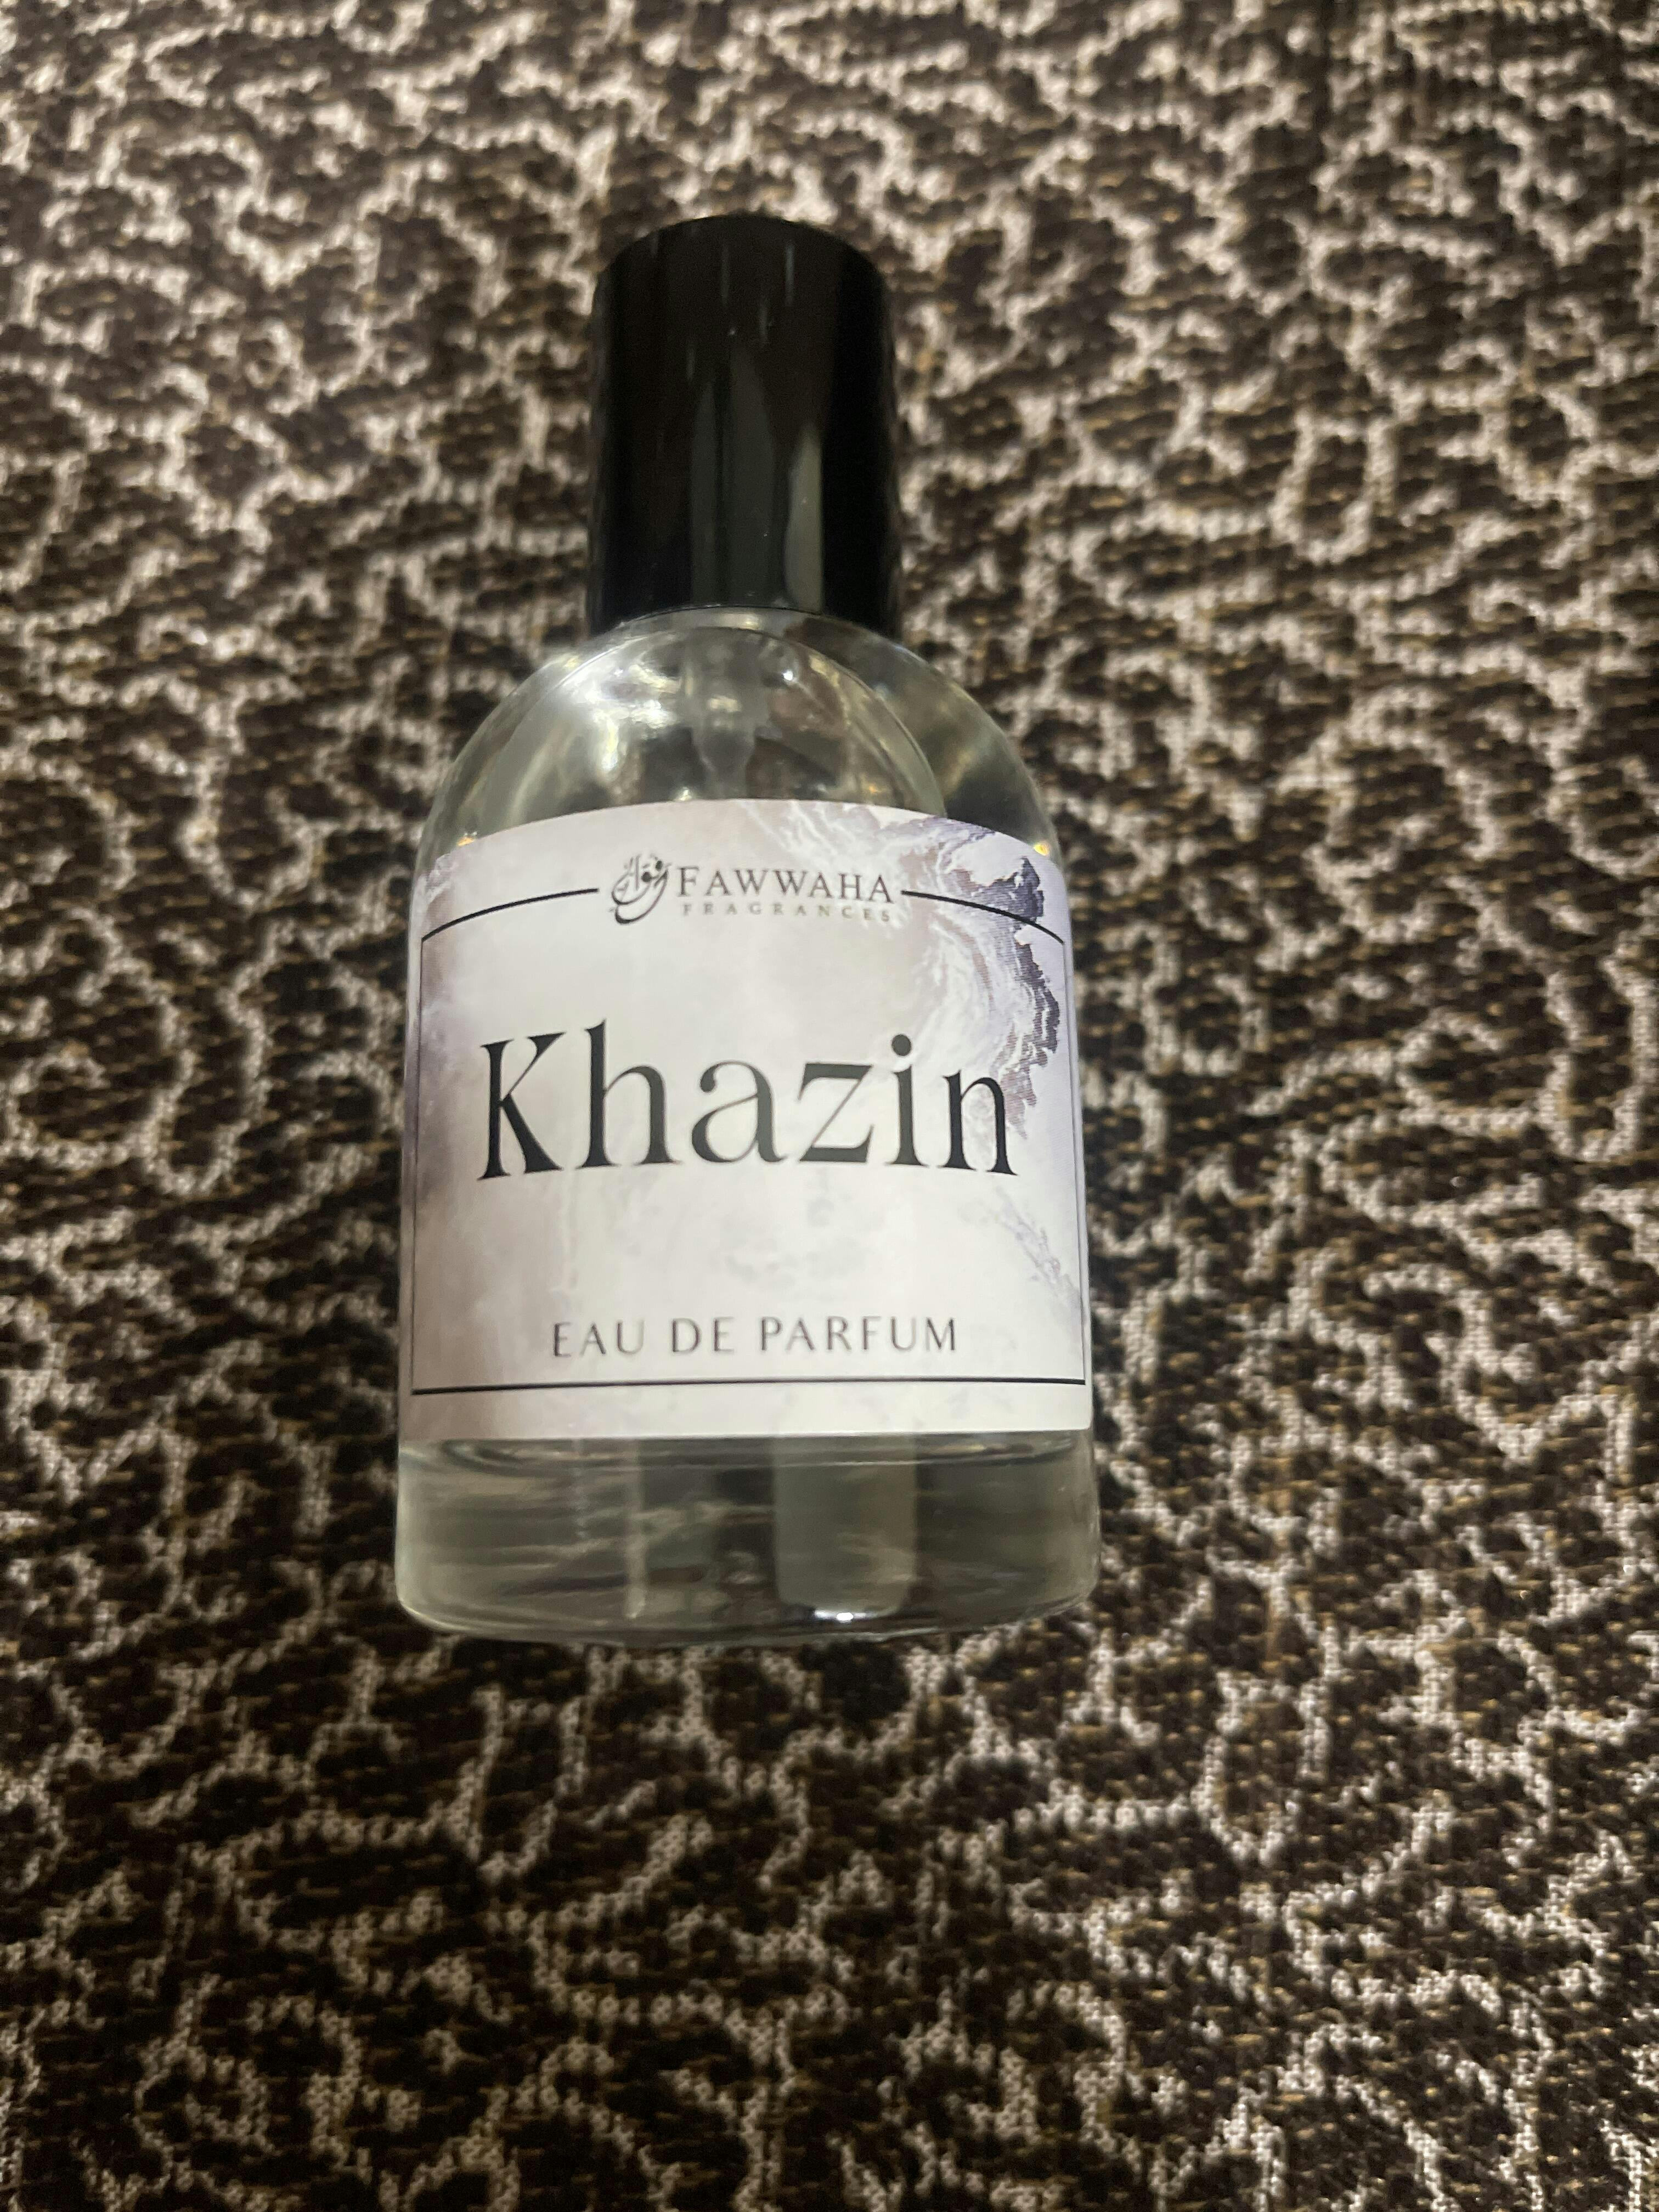 FAWWAHA
FRAGRANCES
Khazin
EAU DE PARFUM